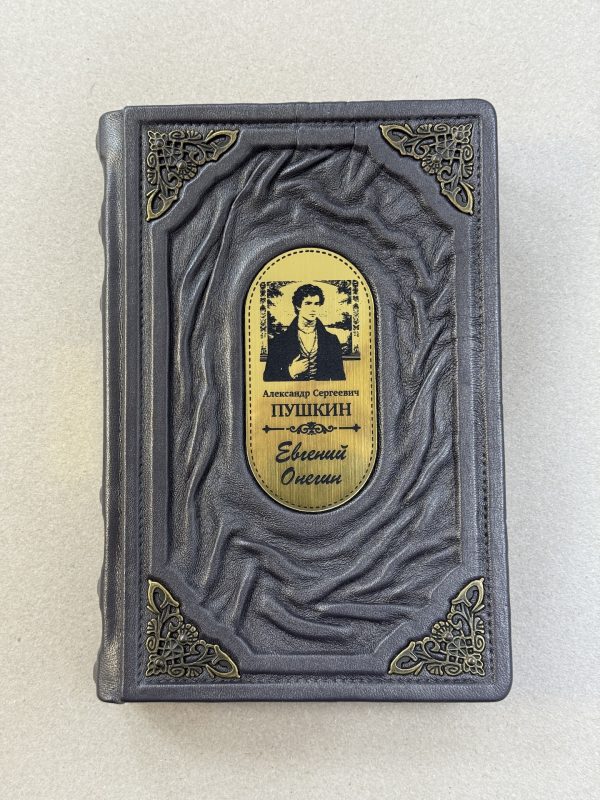 Александр Сергеевич
ПУШКИН
Евгений
Онегин